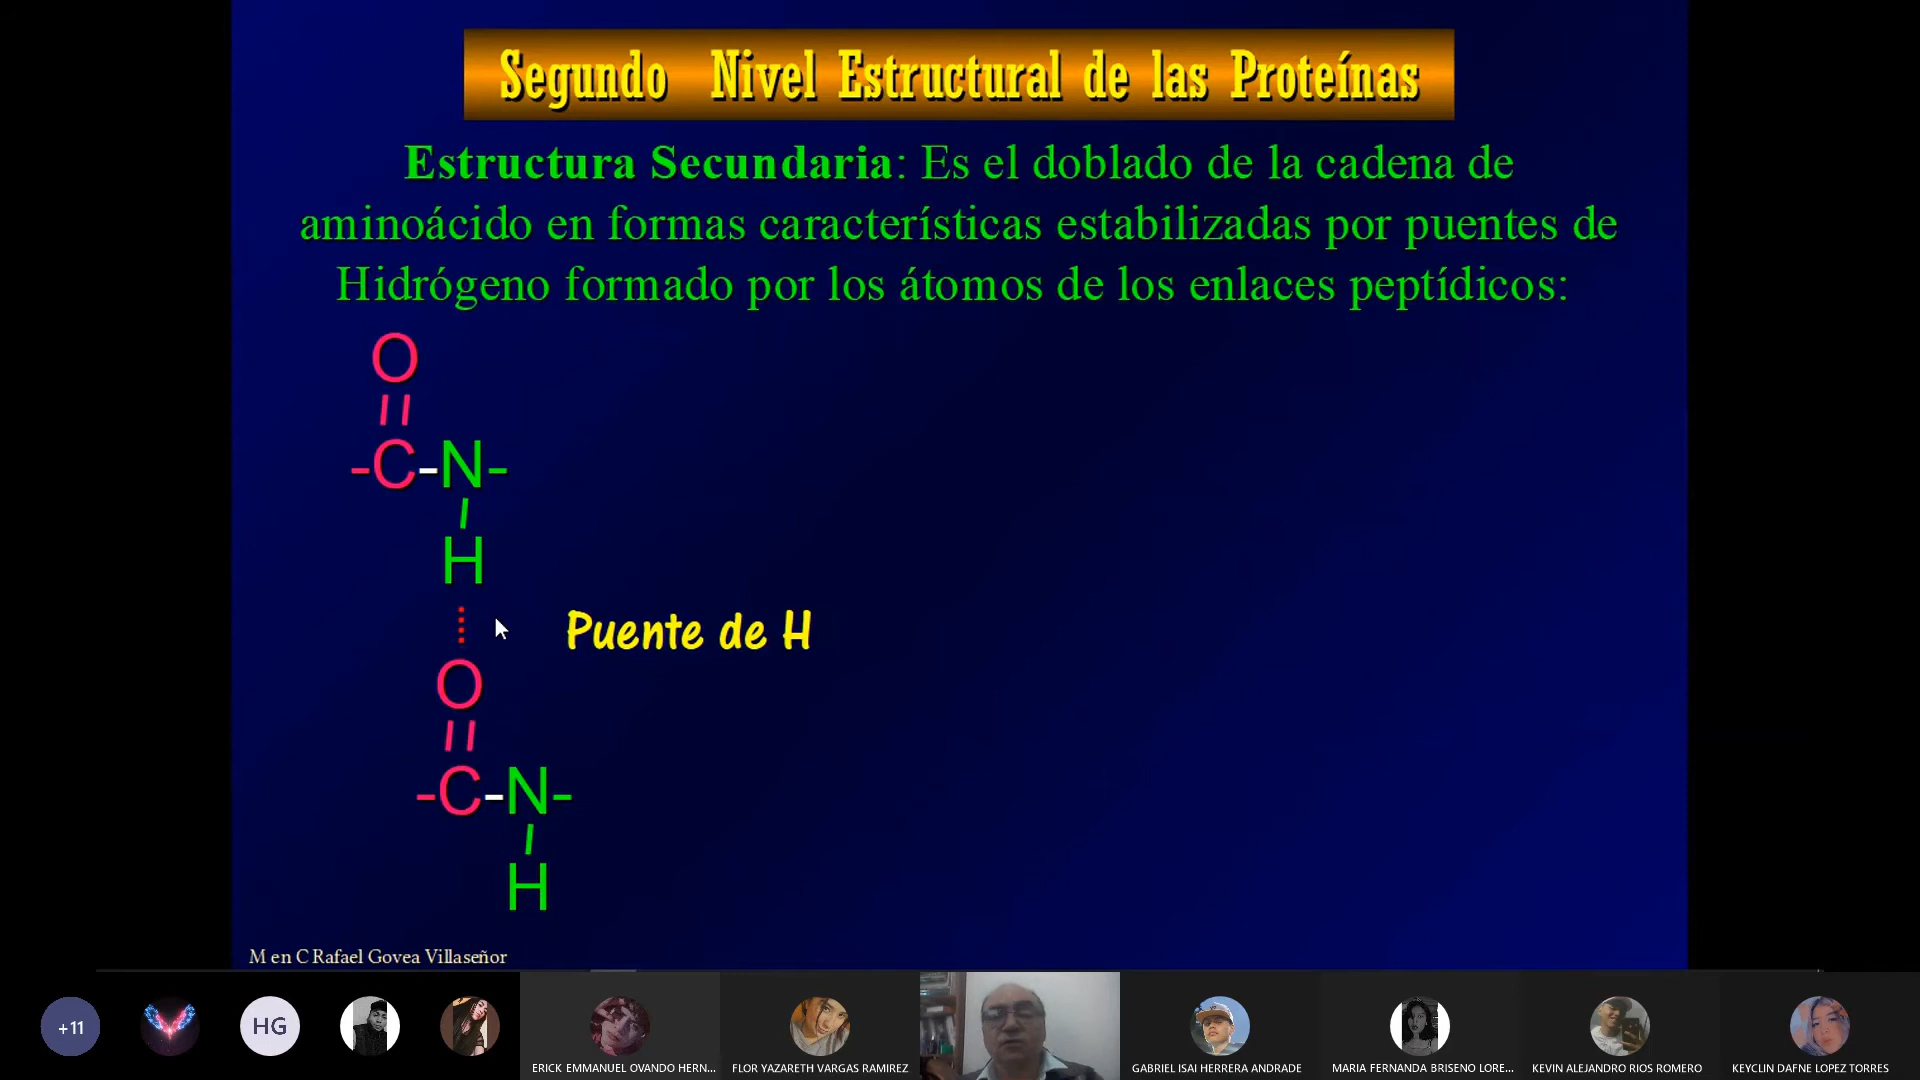 Segundo Nivel Estructural de las Proteínas
Estructura Secundaria: Es el doblado de la cadena de
aminoácido en formas características estabilizadas por puentes de
Hidrógeno formado por los átomos de los enlaces peptídicos:
O
-C-N-
H
Puente de H
O
-C-N-
H
M en C Rafael Govea Villaseñor
+11
HG
ERICK EMMANUEL OVANDO HERN...
FLOR YAZARETH VARGAS RAMIREZ
GABRIEL ISAI HERRERA ANDRADE
MARIA FERNANDA BRISENO LORE...
KEVIN ALEJANDRO RIOS ROMERO
KEYCLIN DAFNE LOPEZ TORRES